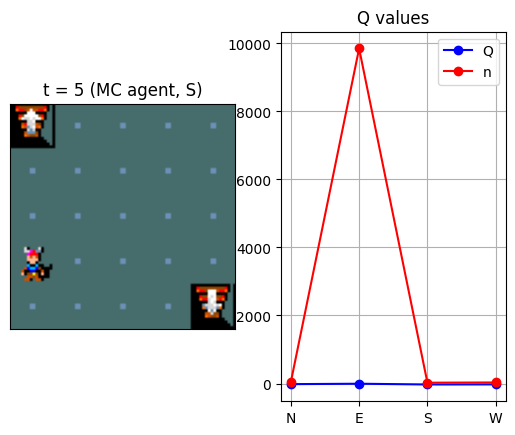 Q values
t = 5 (MC agent, S)
10000
8000
6000
4000
2000
0
N E S W
Q
n